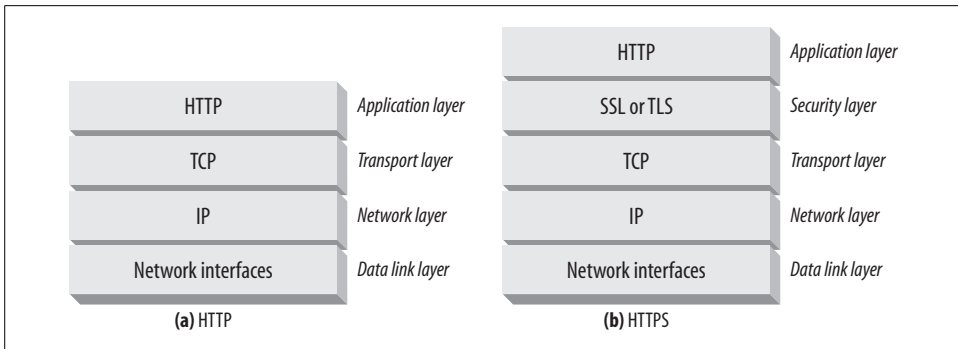 HTTP Application layer
TCP Transport layer
IP Network layer
Network interfaces Data link layer
(a) HTTP
HTTP Application layer
SSL or TLS Security layer
TCP Transport layer
IP Network layer
Network interfaces Data link layer
(b) HTTPS